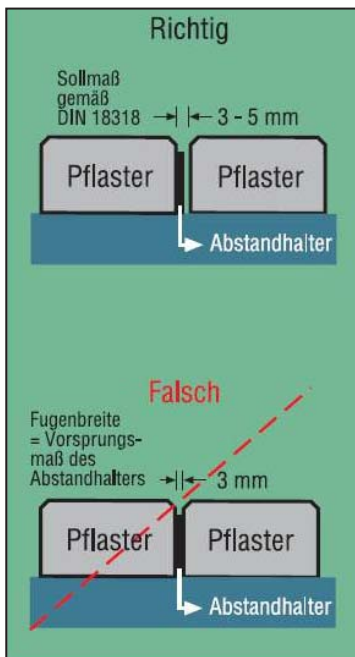 Richtig
Sollmaß
gemäß
DIN 18318
3 - 5 mm
Pflaster
Pflaster
Abstandhalter
Falsch
Fugenbreite
= Vorsprungs-
maß des
Abstandhalters
3 mm
Pflaster
Pflaster
Abstandhalter